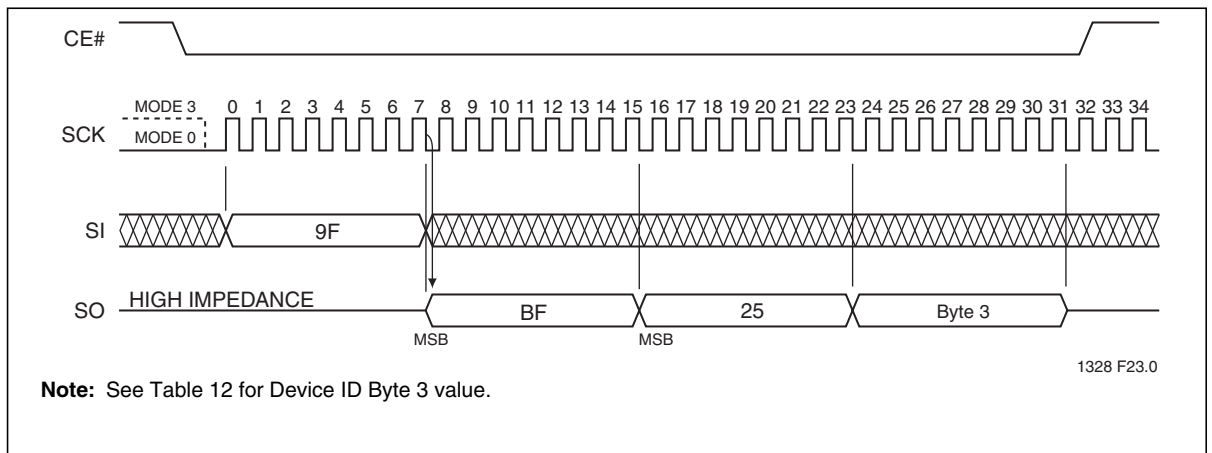 CE#
MODE 3
0 1 2 3 4 5 6 7 8 9 10 11 12 13 14 15 16 17 18 19 20 21 22 23 24 25 26 27 28 29 30 31 32 33 34
SCK
MODE 0
SI
9F
SO
HIGH IMPEDANCE
BF
25
Byte 3
MSB
MSB
1328 F23.0
Note: See Table 12 for Device ID Byte 3 value.